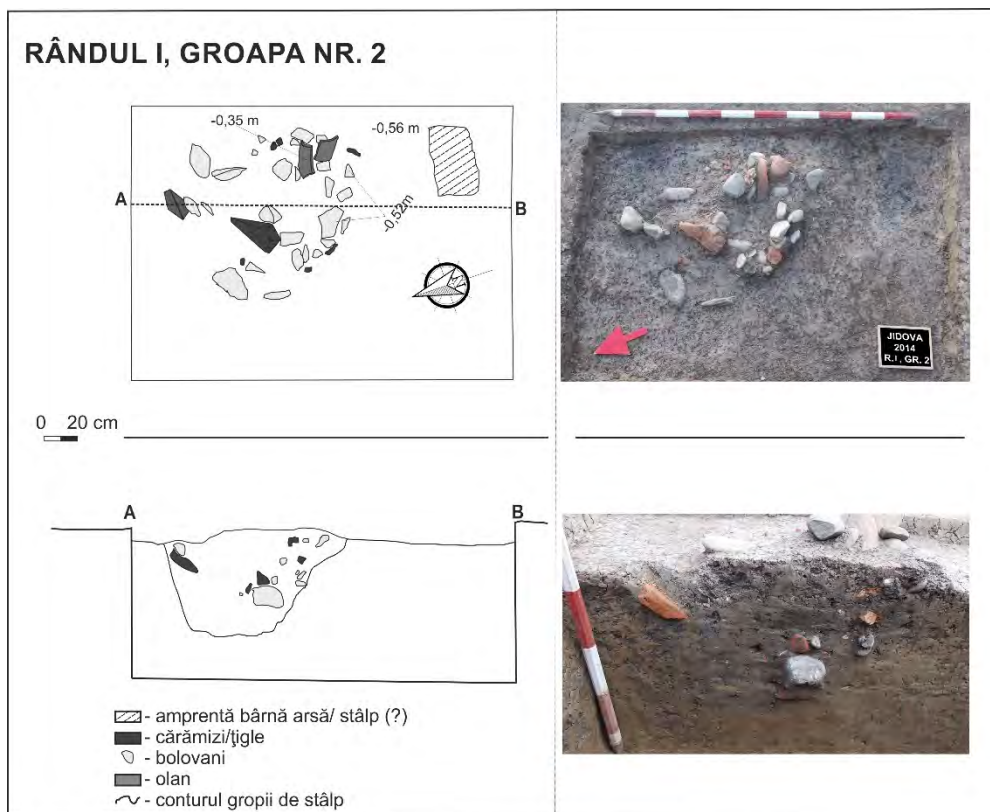 RÂNDUL I, GROAPA NR. 2
-0,35 m
-0,56 m
A
B
-0,52m
N
JIDOVA
2014
R.I, GR. 2
0 20 cm
A
B
- amprentă bârnă arsă/ stâlp (?)
- cărămizi/ţigle
- bolovani
- olan
- conturul gropii de stâlp